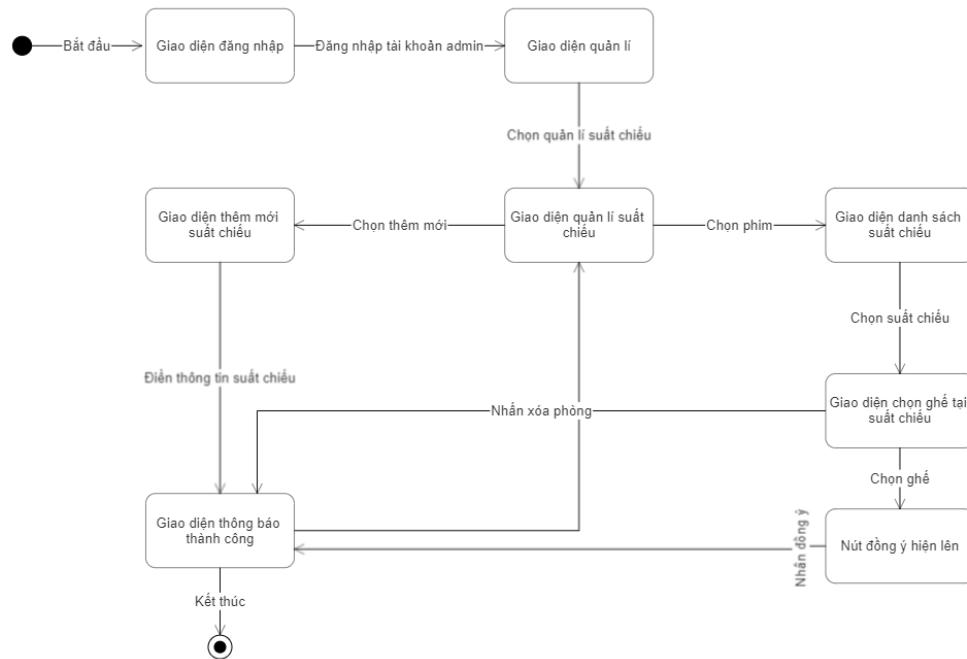 Bắt đầu
Giao diện đăng nhập
Đăng nhập tài khoản admin
Giao diện quản lí
Chọn quản lí suất chiếu
Giao diện thêm mới
suất chiếu
Chọn thêm mới
Giao diện quản lí suất
chiếu
Chọn phim
Giao diện danh sách
suất chiếu
Chọn suất chiếu
Điền thông tin suất chiếu
Giao diện chọn ghế tại
suất chiếu
Nhấn xóa phòng
Chọn ghế
Giao diện thông báo
thành công
Nhấn đồng ý
Nút đồng ý hiện lên
Kết thúc